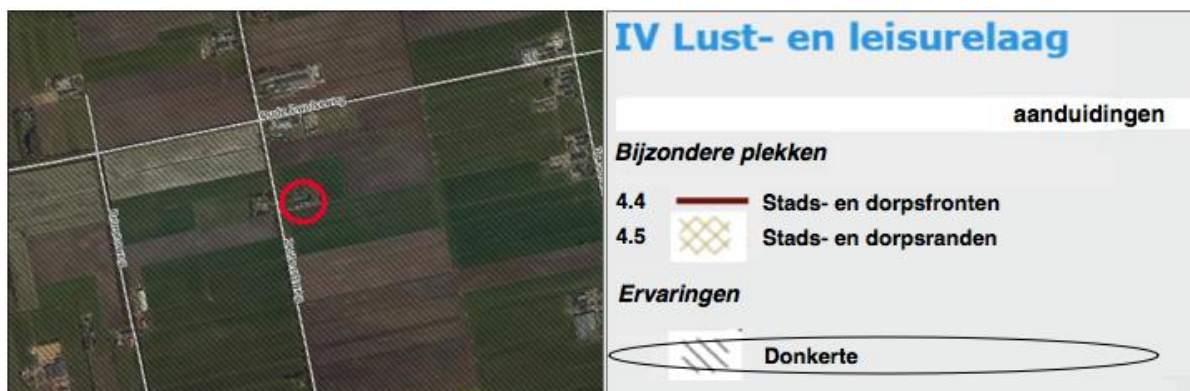 IV Lust- en leisurelaag
aanduidingen
Bijzondere plekken
4.4 Stads- en dorpsfronten
4.5 Stads- en dorpsranden
Ervaringen
Donkerte